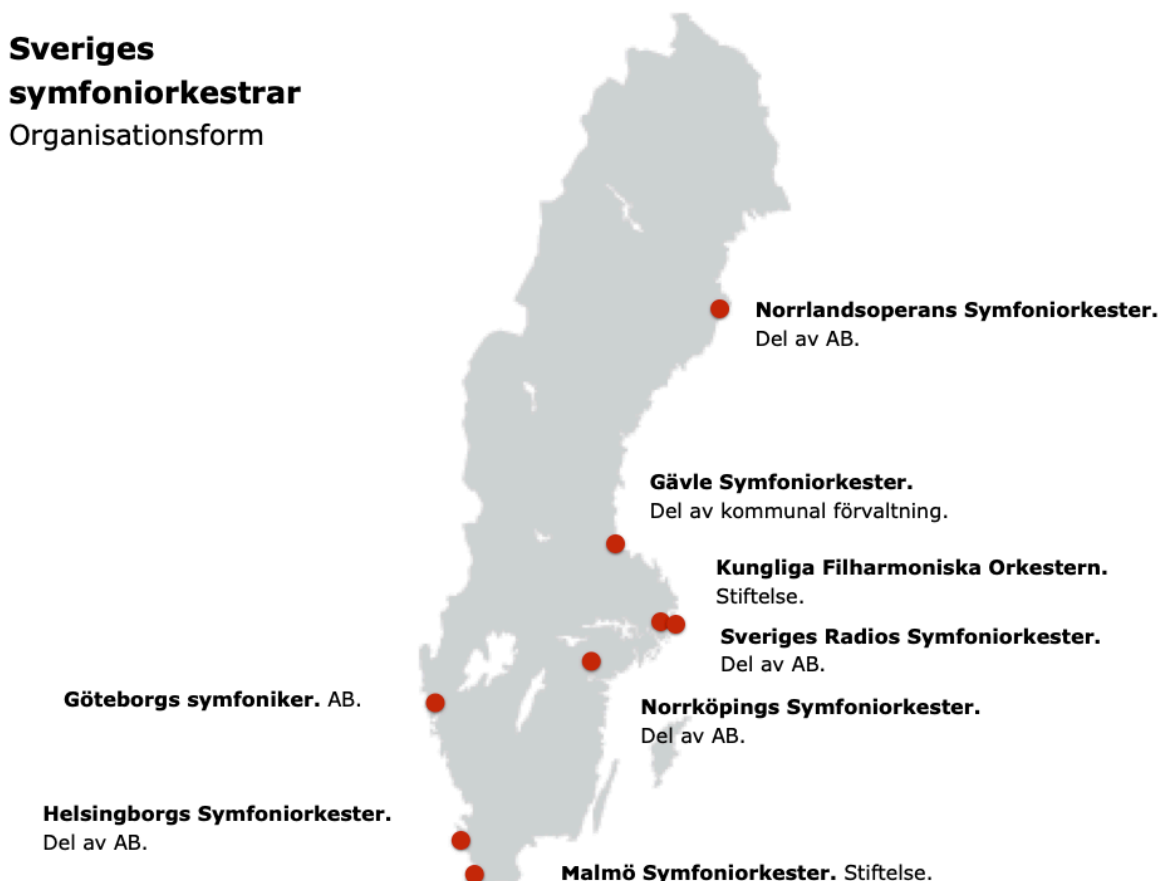 Sveriges
symfoniorkestrar
Organisationsform
Norrlandsoperans Symfoniorkester.
Del av AB.
Gävle Symfoniorkester.
Del av kommunal förvaltning.
Kungliga Filharmoniska Orkestern.
Stiftelse.
Sveriges Radios Symfoniorkester.
Del av AB.
Göteborgs symfoniker. AB.
Norrköpings Symfoniorkester.
Del av AB.
Helsingborgs Symfoniorkester.
Del av AB.
Malmö Symfoniorkester. Stiftelse.